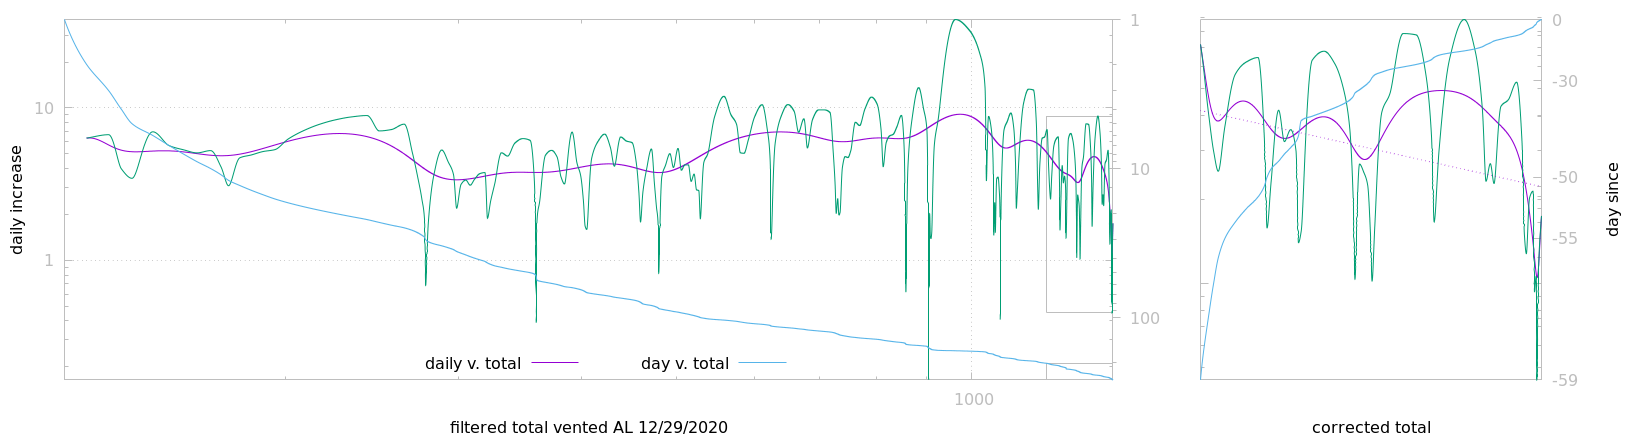 daily increase
10
1
1
10
100
1000
daily v. total
day v. total
filtered total vented AL 12/29/2020
0
-30
-50
-55
-59
day since
corrected total